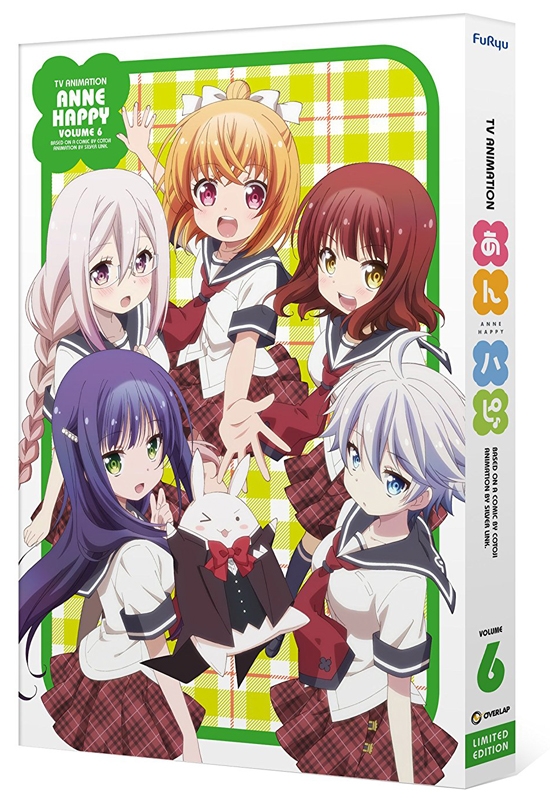 TV ANIMATION
ANNE
HAPPY
VOLUME 6
BASED ON A COMIC BY COTOJI
ANIMATION BY SILVER LINK.
FuRyu
TV ANIMATION
あんハピ♪
ANNE
HAPPY
BASED ON A COMIC BY COTOJI
ANIMATION BY SILVER LINK.
VOLUME
6
OVERLAP
LIMITED
EDITION